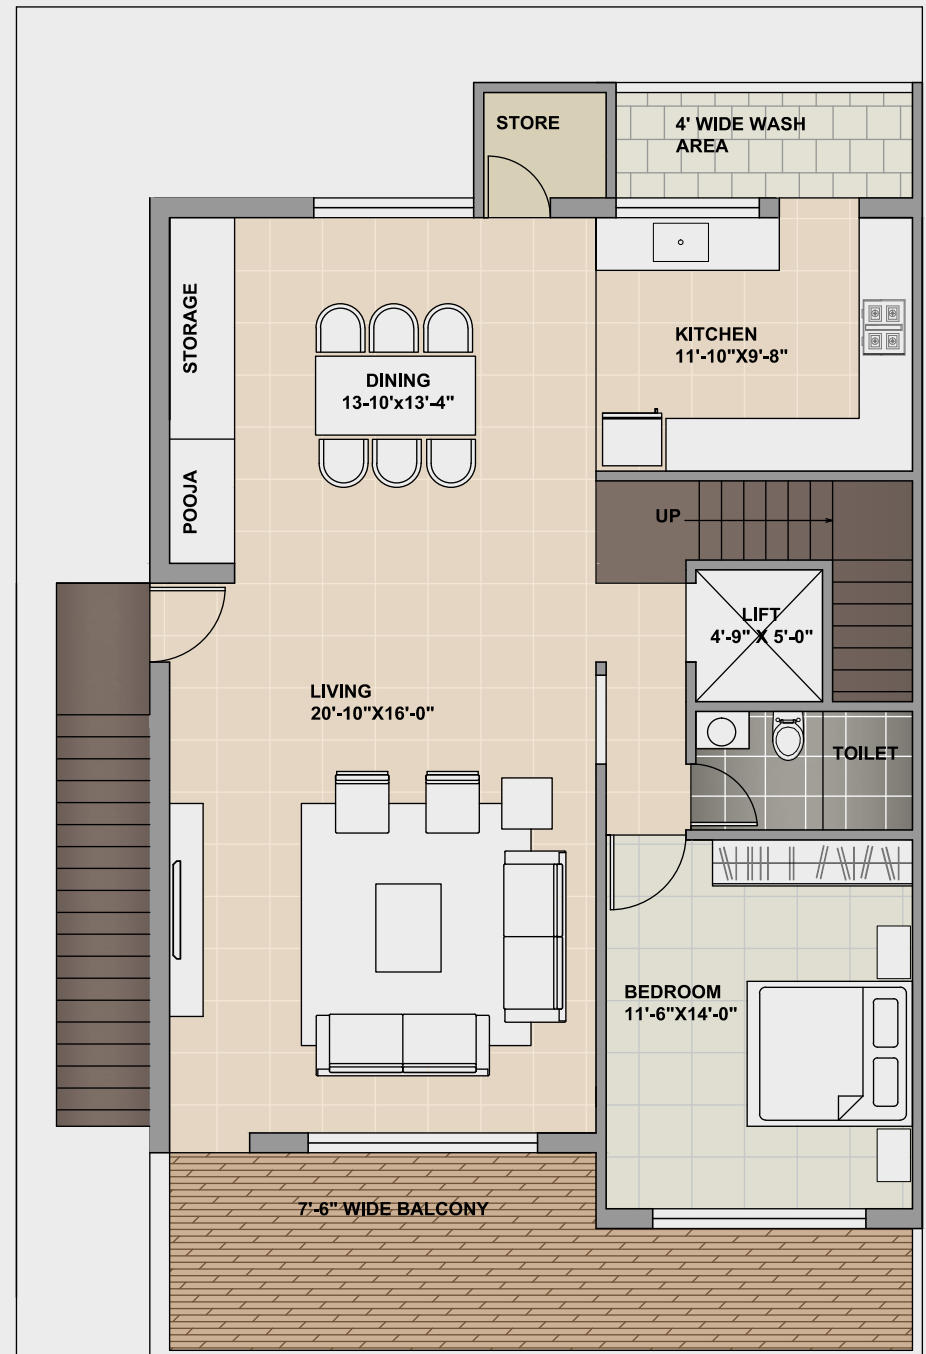 STORE
4' WIDE WASH
AREA
STORAGE
KITCHEN
11'-10"X9'-8"
DINING
13-10'x13'-4"
POOJA
UP
LIFT
4'-9" X 5'-0"
LIVING
20'-10"X16'-0"
TOILET
BEDROOM
11'-6"X14'-0"
7'-6" WIDE BALCONY